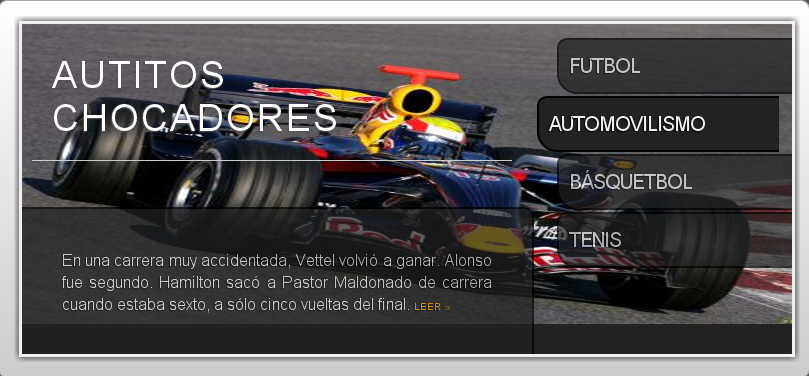 AUTITOS
CHOCADORES
FUTBOL
AUTOMOVILISMO
BÁSQUETBOL
TENIS
En una carrera muy accidentada, Vettel volvió a ganar. Alonso
fue segundo. Hamilton sacó a Pastor Maldonado de carrera
cuando estaba sexto, a sólo cinco vueltas del final. LEER »